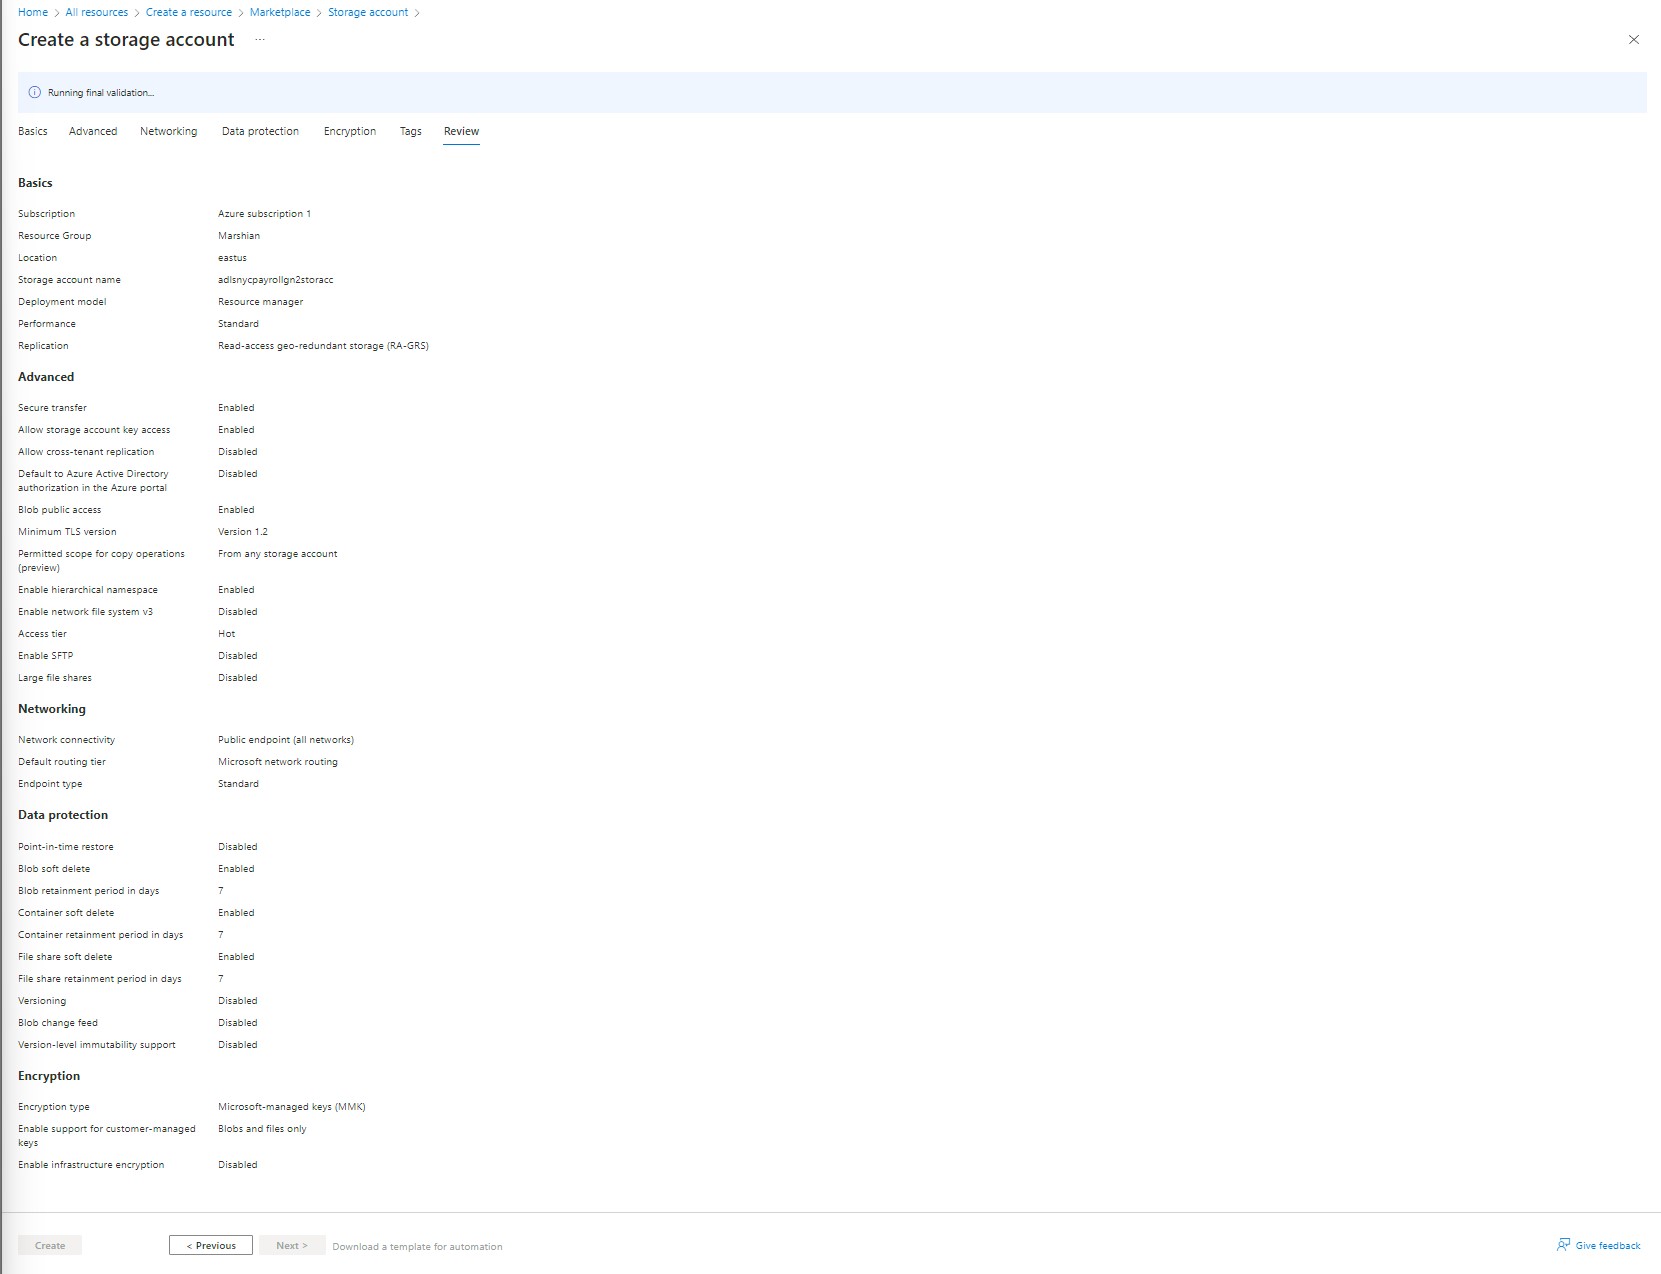 Home > All resources > Create a resource > Marketplace > Storage account >
Create a storage account ...
Running final validation...
Basics Advanced Networking Data protection Encryption Tags Review
Basics
Subscription Azure subscription 1
Resource Group Marshian
Location eastus
Storage account name adlsnycpayrollgn2storacc
Deployment model Resource manager
Performance Standard
Replication Read-access geo-redundant storage (RA-GRS)
Advanced
Secure transfer Enabled
Allow storage account key access Enabled
Allow cross-tenant replication Disabled
Default to Azure Active Directory Disabled
authorization in the Azure portal
Blob public access Enabled
Minimum TLS version Version 1.2
Permitted scope for copy operations From any storage account
(preview)
Enable hierarchical namespace Enabled
Enable network file system v3 Disabled
Access tier Hot
Enable SFTP Disabled
Large file shares Disabled
Networking
Network connectivity Public endpoint (all networks)
Default routing tier Microsoft network routing
Endpoint type Standard
Data protection
Point-in-time restore Disabled
Blob soft delete Enabled
Blob retainment period in days 7
Container soft delete Enabled
Container retainment period in days 7
File share soft delete Enabled
File share retainment period in days 7
Versioning Disabled
Blob change feed Disabled
Version-level immutability support Disabled
Encryption
Encryption type Microsoft-managed keys (MMK)
Enable support for customer-managed Blobs and files only
keys
Enable infrastructure encryption Disabled
Create < Previous Next > Download a template for automation Give feedback